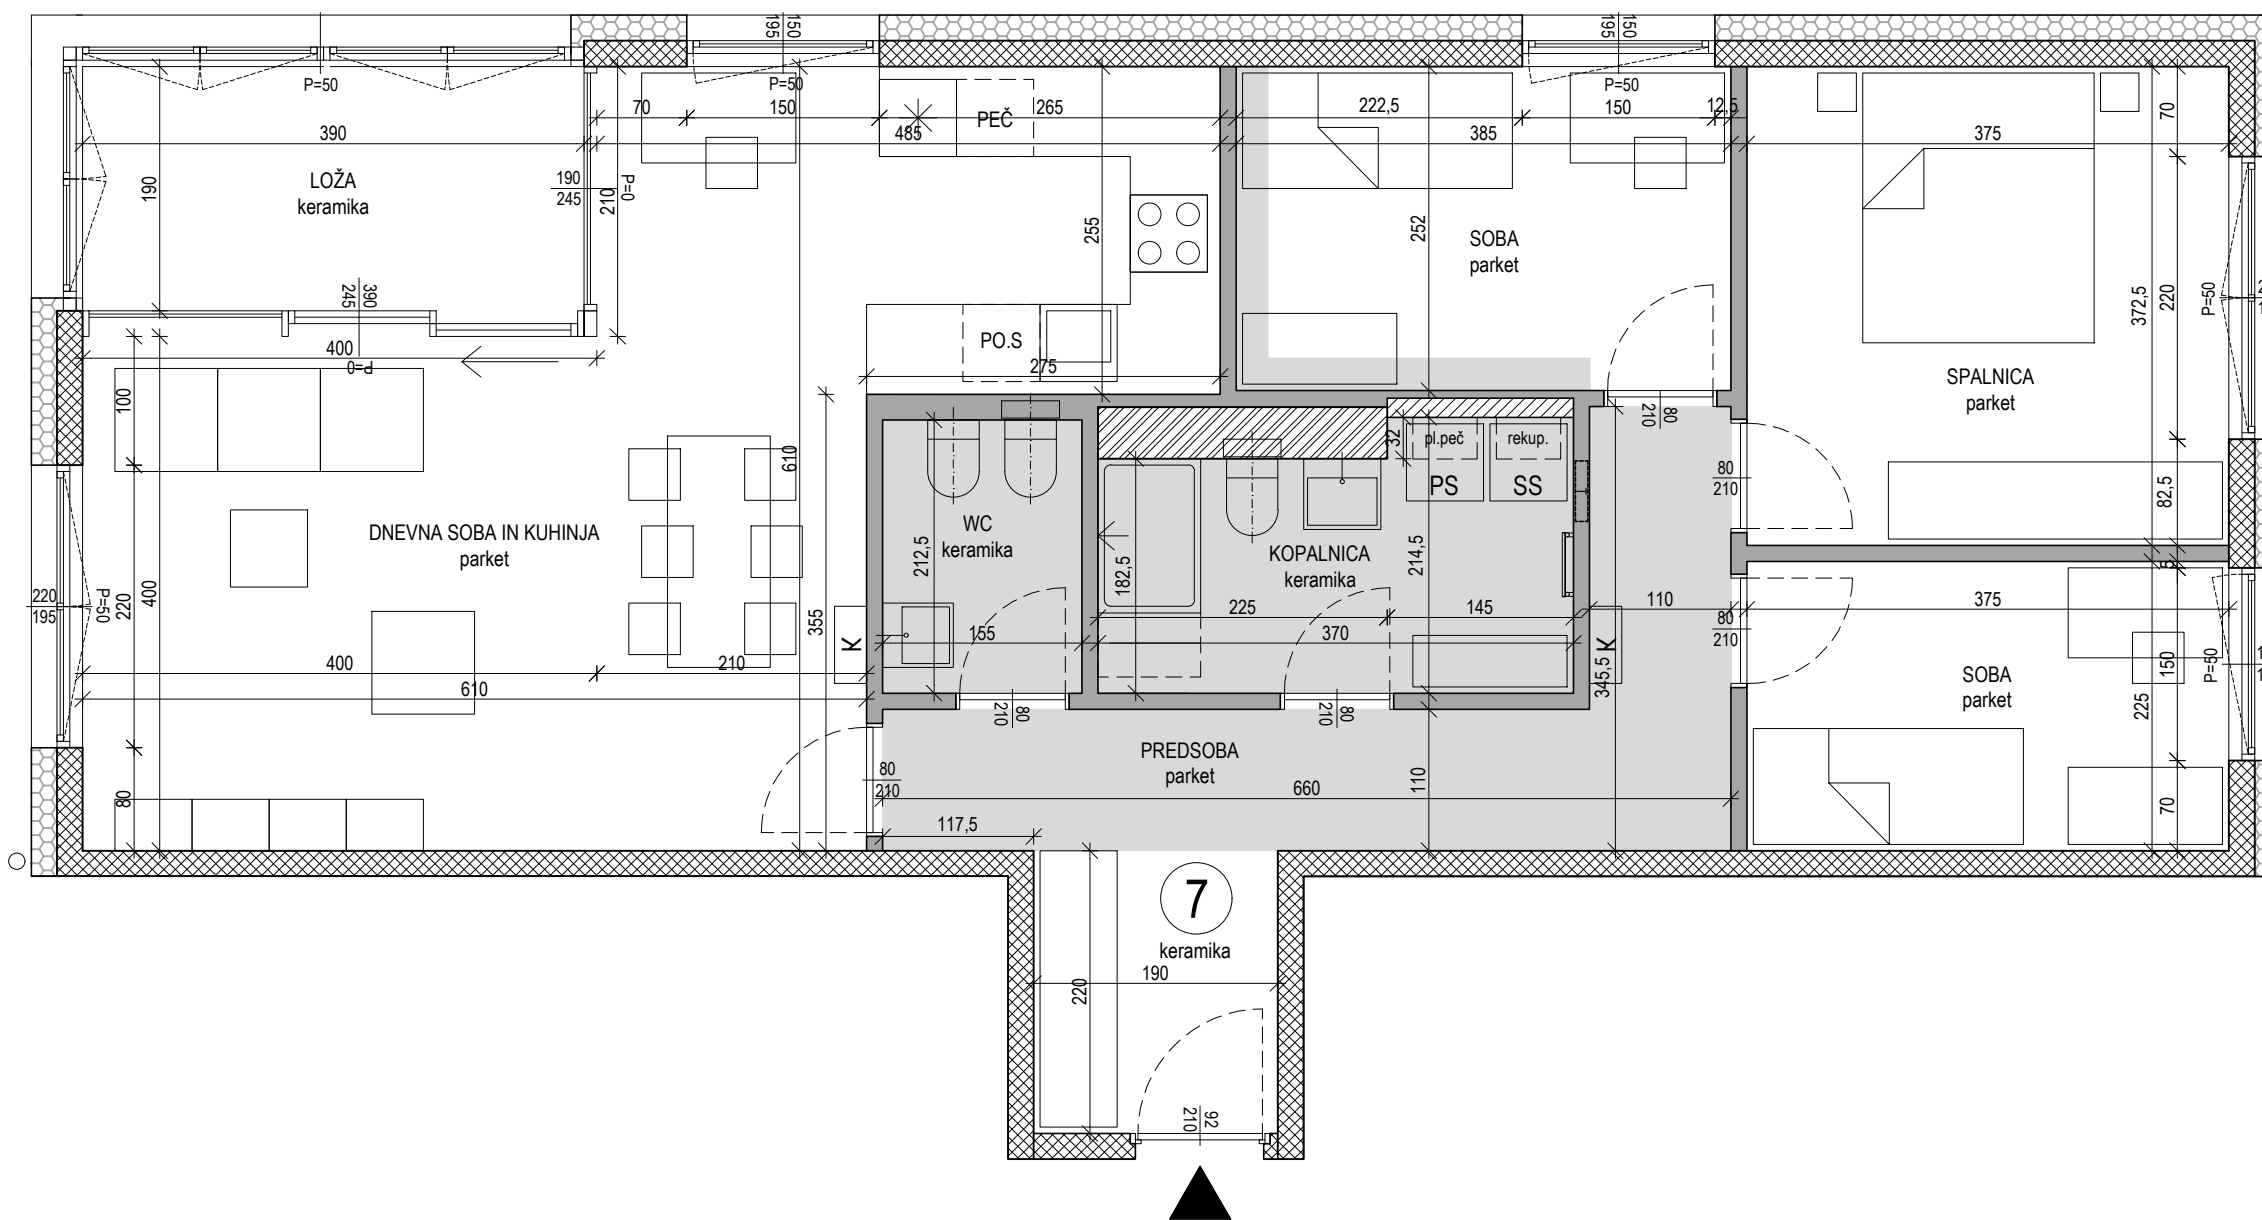 195
150
195
150
P=50
P=50
P=50
70
150
PEČ
265
222,5
150
12,5
70
390
485
385
375
LOŽA
keramika
190
190
245
210
P=0
255
252
SOBA
parket
372,5
220
P=50
390
245
400
P=0
PO.S
275
SPALNICA
parket
100
610
32
pl.peč
rekup.
PS
SS
80
210
80
210
82,5
DNEVNA SOBA IN KUHINJA
parket
WC
keramika
212,5
KOPALNICA
keramika
182,5
214,5
5
220
195
P=50
220
400
355
K
225
145
110
375
155
370
K
80
210
345,5
150
P=50
400
210
610
SOBA
parket
225
80
210
80
210
PREDSOBA
parket
80
210
110
660
80
117,5
70
7
keramika
190
220
92
210